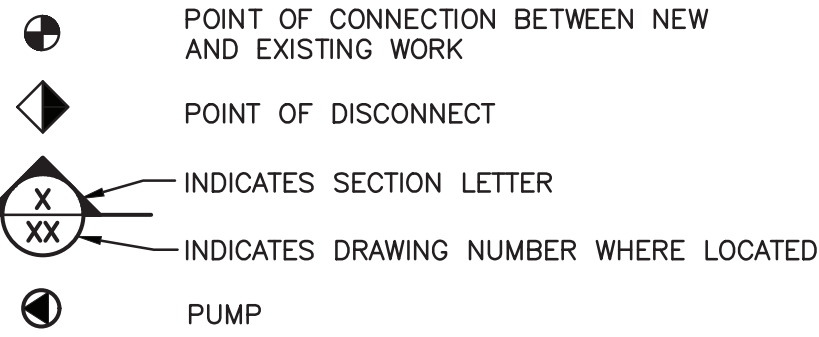 POINT OF CONNECTION BETWEEN NEW
AND EXISTING WORK
POINT OF DISCONNECT
X
INDICATES SECTION LETTER
XX
INDICATES DRAWING NUMBER WHERE LOCATED
PUMP